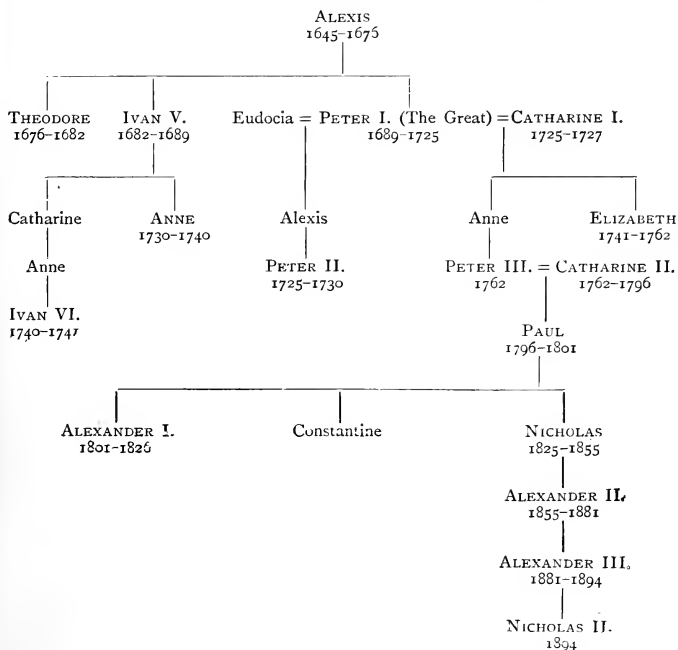 ALEXIS
1645–1676
THEODORE IVAN V. Eudocia = PETER I. (The Great) = CATHARINE I.
1676–1682 1682–1689 1689–1725 1725–1727
Catharine ANNE Alexis Anne ELIZABETH
1730–1740 1741–1762
Anne PETER II. PETER III. = CATHARINE II.
1725–1730 1762 1762–1796
IVAN VI.
1740–1741
PAUL
1796–1801
ALEXANDER I. Constantine NICHOLAS
1801–1826 1825–1855
ALEXANDER II.
1855–1881
ALEXANDER III.
1881–1894
NICHOLAS II.
1894